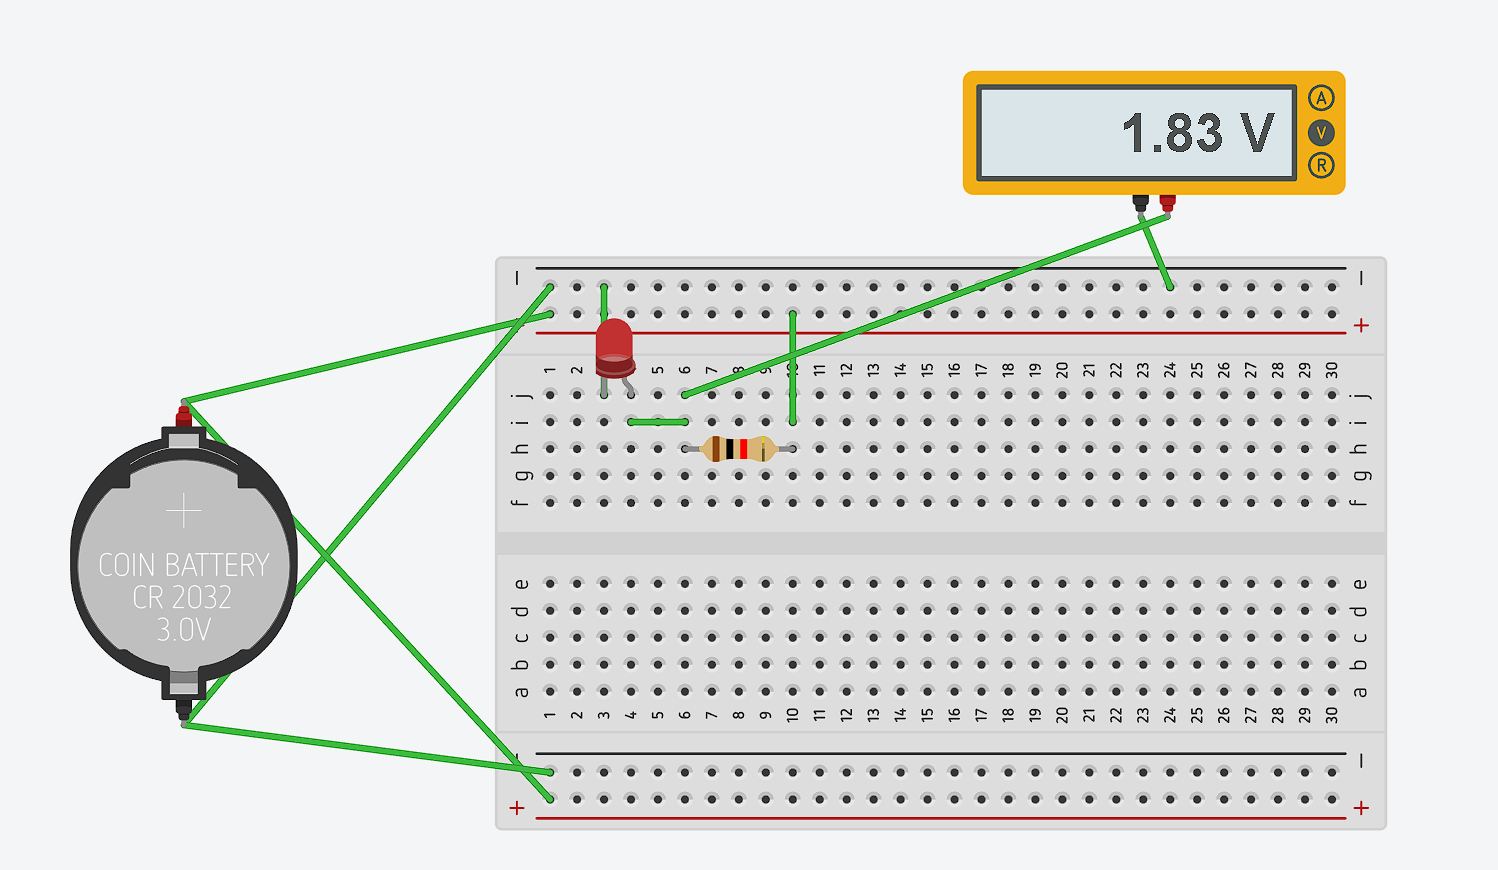 1.83 V
A
V
R
− −
+ +
1 2 3 4 5 6 7 8 9 10 11 12 13 14 15 16 17 18 19 20 21 22 23 24 25 26 27 28 29 30
j j
i i
h h
g g
f f
COIN BATTERY
CR 2032
3.0V
e e
d d
c c
b b
a a
1 2 3 4 5 6 7 8 9 10 11 12 13 14 15 16 17 18 19 20 21 22 23 24 25 26 27 28 29 30
− −
+ +